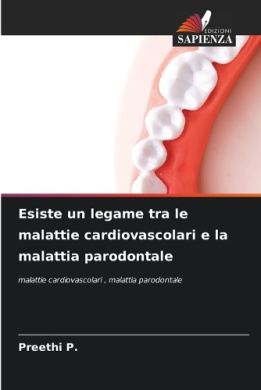 EDIZIONI
SAPIENZA
Esiste un legame tra le
malattie cardiovascolari e la
malattia parodontale
malattie cardiovascolari , malattia parodontale
Preethi P.